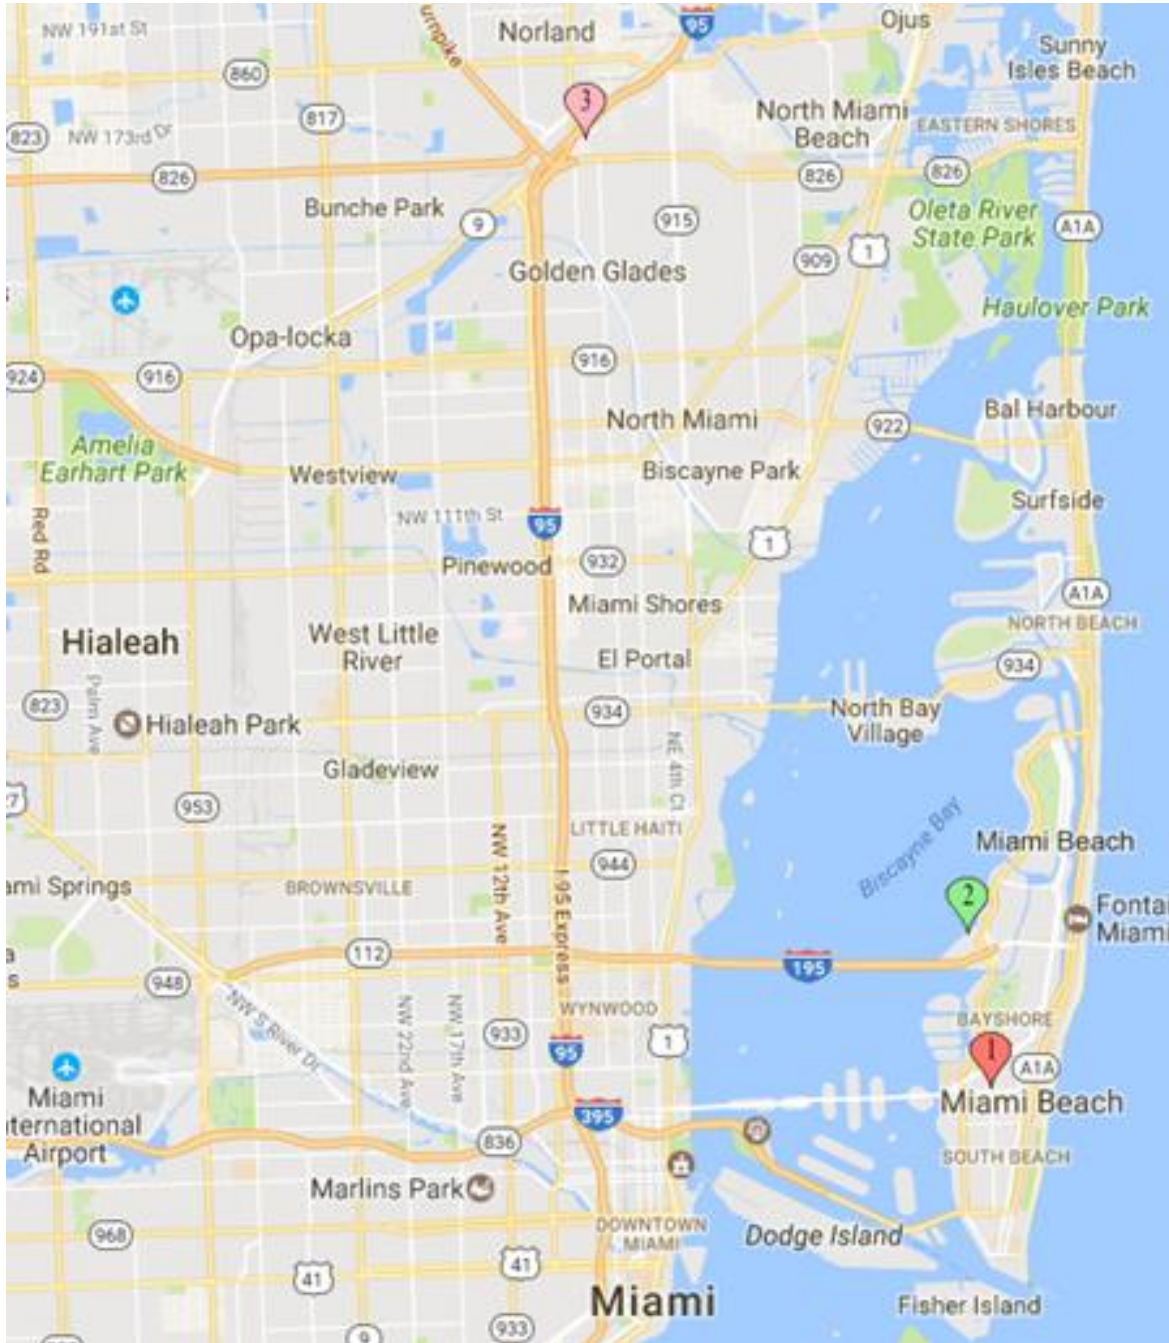 NW 191st St
Norland
95
Ojus
Sunny
Isles Beach
860
3
817
823
NW 173rd Dr
North Miami
Beach
EASTERN SHORES
826
826
826
Bunche Park
9
915
Oleta River
State Park
A1A
909
1
Golden Glades
Haulover Park
Opa-locka
924
916
916
North Miami
922
Bal Harbour
Amelia
Earhart Park
Westview
Biscayne Park
Surfside
Red Rd
NW 111th St
95
1
Pinewood
932
Miami Shores
A1A
NORTH BEACH
Hialeah
West Little
River
El Portal
934
823
Palm Ave
Hialeah Park
934
North Bay
Village
NE 4th Ct
Gladeview
953
LITTLE HAITI
Biscayne Bay
Miami Beach
NW 12th Ave
944
ami Springs
BROWNSVILLE
I-95 Express
2
Fontai
Miami
112
195
948
NW S River Dr
NW 22nd Ave
NW 17th Ave
933
WYNWOOD
1
BAYSHORE
95
1
A1A
Miami
nternational
Airport
395
Miami Beach
836
SOUTH BEACH
Marlins Park
968
DOWNTOWN
MIAMI
Dodge Island
41
41
Miami
Fisher Island
9
933